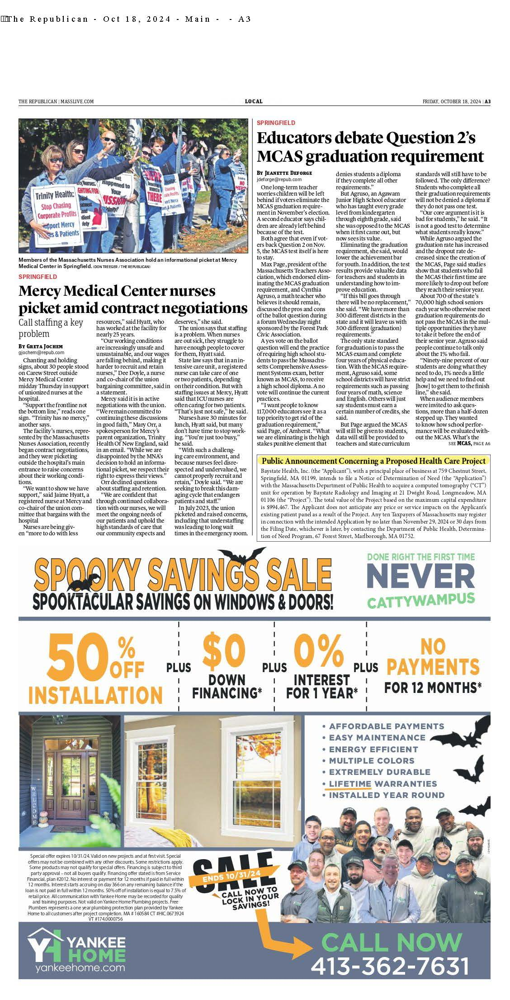 The Republican - Oct 18, 2024 - Main - - A3
THE REPUBLICAN | MASSLIVE.COM
LOCAL
FRIDAY, OCTOBER 18, 2024 | A3
Trinity Health:
Stop Chasing
Corporate Profits
Support Mercy
Nurses & Patients
Members of the Massachusetts Nurses Association hold an informational picket at Mercy
Medical Center in Springfield. (DON TREEGER / THE REPUBLICAN)
SPRINGFIELD
Mercy Medical Center nurses
picket amid contract negotiations
Call staffing a key
problem
BY GRETA JOCHEM
gjochem@repub.com
Chanting and holding
signs, about 30 people stood
on Carew Street outside
Mercy Medical Center
midday Thursday in support
of unionized nurses at the
hospital.
“Support the frontline not
the bottom line,” reads one
sign. “Trinity has no mercy,”
another says.
The facility’s nurses, repre-
sented by the Massachusetts
Nurses Association, recently
began contract negotiations,
and they were picketing
outside the hospital’s main
entrance to raise concerns
about their working condi-
tions.
“We want to show we have
support,” said Jaime Hyatt, a
registered nurse at Mercy and
co-chair of the union com-
mittee that bargains with the
hospital
Nurses are being giv-
en “more to do with less
resources,” said Hyatt, who
has worked at the facility for
nearly 25 years.
“Our working conditions
are increasingly unsafe and
unsustainable, and our wages
are falling behind, making it
harder to recruit and retain
nurses,” Dee Doyle, a nurse
and co-chair of the union
bargaining committee, said in
a statement.
Mercy said it is in active
negotiations with the union.
“We remain committed to
continuing these discussions
in good faith,” Mary Orr, a
spokesperson for Mercy’s
parent organization, Trinity
Health Of New England, said
in an email. “While we are
disappointed by the MNA’s
decision to hold an informa-
tional picket, we respect their
right to express their views.”
Orr declined questions
about staffing and retention.
“We are confident that
through continued collabora-
tion with our nurses, we will
meet the ongoing needs of
our patients and uphold the
high standards of care that
our community expects and
deserves,” she said.
The union says that staffing
is a problem. When nurses
are out sick, they struggle to
have enough people to cover
for them, Hyatt said.
State law says that in an in-
tensive care unit, a registered
nurse can take care of one
or two patients, depending
on their condition. But with
staffing issues at Mercy, Hyatt
said that ICU nurses are
often caring for two patients.
“That’s just not safe,” he said.
Nurses have 30 minutes for
lunch, Hyatt said, but many
don’t have time to stop work-
ing. “You’re just too busy,”
he said.
“With such a challeng-
ing care environment, and
because nurses feel disre-
spected and undervalued, we
cannot properly recruit and
retain,” Doyle said. “We are
seeking to break this dam-
aging cycle that endangers
patients and staff.”
In July 2023, the union
picketed and raised concerns,
including that understaffing
was leading to long wait
times in the emergency room.
SPRINGFIELD
Educators debate Question 2’s
MCAS graduation requirement
BY JEANETTE DEFORGE
jdeforge@repub.com
One long-term teacher
worries children will be left
behind if voters eliminate the
MCAS graduation require-
ment in November’s election.
A second educator says chil-
dren are already left behind
because of the test.
Both agree that even if vot-
ers back Question 2 on Nov.
5, the MCAS test itself is here
to stay.
Max Page, president of the
Massachusetts Teachers Asso-
ciation, which endorsed elim-
inating the MCAS graduation
requirement, and Cynthia
Agruso, a math teacher who
believes it should remain,
discussed the pros and cons
of the ballot question during
a forum Wednesday night
sponsored by the Forest Park
Civic Association.
A yes vote on the ballot
question will end the practice
of requiring high school stu-
dents to pass the Massachu-
setts Comprehensive Assess-
ment Systems exam, better
known as MCAS, to receive
a high school diploma. A no
vote will continue the current
practices.
“I want people to know
117,000 educators see it as a
top priority to get rid of the
graduation requirement,”
said Page, of Amherst. “What
we are eliminating is the high
stakes punitive element that
denies students a diploma
if they complete all other
requirements.”
But Agruso, an Agawam
Junior High School educator
who has taught every grade
level from kindergarten
through eighth grade, said
she was opposed to the MCAS
when it first came out, but
now sees its value.
Eliminating the graduation
requirement, she said, would
lower the achievement bar
for youth. In addition, the test
results provide valuable data
for teachers and students in
understanding how to im-
prove education.
“If this bill goes through
there will be no replacement,”
she said. “We have more than
300 different districts in the
state and it will leave us with
300 different (graduation)
requirements.”
The only state standard
for graduation is to pass the
MCAS exam and complete
four years of physical educa-
tion. With the MCAS require-
ment, Agruso said, some
school districts will have strict
requirements such as passing
four years of math, science
and English. Others will just
say students must earn a
certain number of credits, she
said.
But Page argued the MCAS
will still be given to students,
data will still be provided to
teachers and state curriculum
standards will still have to be
followed. The only difference?
Students who complete all
their graduation requirements
will not be denied a diploma if
they do not pass one test.
“Our core argument is it is
bad for students,” he said. “It
is not a good test to determine
what students really know.”
While Agruso argued the
graduation rate has increased
and the dropout rate de-
creased since the creation of
the MCAS, Page said studies
show that students who fail
the MCAS their first time are
more likely to drop out before
they reach their senior year.
About 700 of the state’s
70,000 high school seniors
each year who otherwise meet
graduation requirements do
not pass the MCAS in the mul-
tiple opportunities they have
to take it before the end of
their senior year. Agruso said
people continue to talk only
about the 1% who fail.
“Ninety-nine percent of our
students are doing what they
need to do, 1% needs a little
help and we need to find out
[how] to get them to the finish
line,” she said.
When audience members
were invited to ask ques-
tions, more than a half-dozen
stepped up. They wanted
to know how school perfor-
mance will be evaluated with-
out the MCAS. What’s the
SEE MCAS, PAGE A6
Public Announcement Concerning a Proposed Health Care Project
Baystate Health, Inc. (the “Applicant”), with a principal place of business at 759 Chestnut Street,
Springfield, MA 01199, intends to file a Notice of Determination of Need (the “Application”)
with the Massachusetts Department of Public Health to acquire a computed tomography (“CT”)
unit for operation by Baystate Radiology and Imaging at 21 Dwight Road, Longmeadow, MA
01106 (the “Project”). The total value of the Project based on the maximum capital expenditure
is $994,467. The Applicant does not anticipate any price or service impacts on the Applicant’s
existing patient panel as a result of the Project. Any ten Taxpayers of Massachusetts may register
in connection with the intended Application by no later than November 29, 2024 or 30 days from
the Filing Date, whichever is later, by contacting the Department of Public Health, Determina-
tion of Need Program, 67 Forest Street, Marlborough, MA 01752.
SPOOKY SAVINGS SALE
SPOOKTACULAR SAVINGS ON WINDOWS & DOORS!
DONE RIGHT THE FIRST TIME
NEVER
CATTYWAMPUS
50% OFF
INSTALLATION
PLUS
$0
DOWN
FINANCING*
PLUS
0%
INTEREST
FOR 1 YEAR*
PLUS
NO
PAYMENTS
FOR 12 MONTHS*
WELCOME
• AFFORDABLE PAYMENTS
• EASY MAINTENANCE
• ENERGY EFFICIENT
• MULTIPLE COLORS
• EXTREMELY DURABLE
• LIFETIME WARRANTIES
• INSTALLED YEAR ROUND
Special offer expires 10/31/24. Valid on new projects and at first visit. Special
offers may not be combined with any other discounts. Some restrictions apply.
Some products may not qualify for special offers. Financing is subject to third
party approval – not all buyers qualify. Financing offer stated is from Service
Financial, plan #2012. No interest or payment for 12 months if paid in full within
12 months. Interest starts accruing on day 366 on any remaining balance if the
loan is not paid in full within 12 months. 50% off of installation is equal to 7.5% of
retail price. All communication with Yankee Home may be recorded for quality
and training purposes. Not valid on Yankee Home Plumbing projects. Free
Plumbers represents a one year plumbing protection plan provided by Yankee
Home to all customers after project completion. MA # 160584 CT #HIC.0673924
VT #174.0000756
SALE
ENDS 10/31/24
CALL NOW TO
LOCK IN YOUR
SAVINGS!
YH YANKEE
HOME
yankeehome.com
CALL NOW
413-362-7631